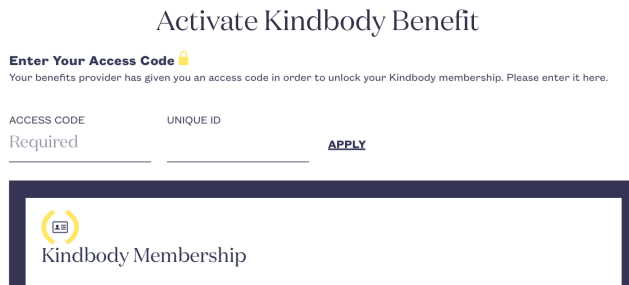 Activate Kindbody Benefit
Enter Your Access Code
Your benefits provider has given you an access code in order to unlock your Kindbody membership. Please enter it here.
ACCESS CODE UNIQUE ID
Required APPLY
Kindbody Membership